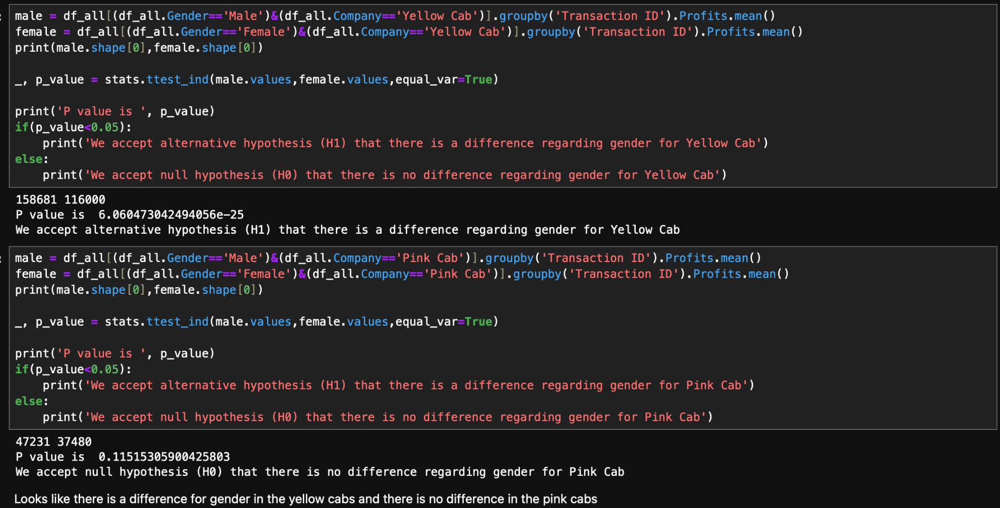 male = df_all[(df_all.Gender=='Male')&(df_all.Company=='Yellow Cab')].groupby('Transaction ID').Profits.mean()
female = df_all[(df_all.Gender=='Female')&(df_all.Company=='Yellow Cab')].groupby('Transaction ID').Profits.mean()
print(male.shape[0],female.shape[0])
_, p_value = stats.ttest_ind(male.values,female.values,equal_var=True)
print('P value is ', p_value)
if(p_value<0.05):
    print('We accept alternative hypothesis (H1) that there is a difference regarding gender for Yellow Cab')
else:
    print('We accept null hypothesis (H0) that there is no difference regarding gender for Yellow Cab')
158681 116000
P value is  6.060473042494056e-25
We accept alternative hypothesis (H1) that there is a difference regarding gender for Yellow Cab
male = df_all[(df_all.Gender=='Male')&(df_all.Company=='Pink Cab')].groupby('Transaction ID').Profits.mean()
female = df_all[(df_all.Gender=='Female')&(df_all.Company=='Pink Cab')].groupby('Transaction ID').Profits.mean()
print(male.shape[0],female.shape[0])
_, p_value = stats.ttest_ind(male.values,female.values,equal_var=True)
print('P value is ', p_value)
if(p_value<0.05):
    print('We accept alternative hypothesis (H1) that there is a difference regarding gender for Pink Cab')
else:
    print('We accept null hypothesis (H0) that there is no difference regarding gender for Pink Cab')
47231 37480
P value is  0.11515305900425803
We accept null hypothesis (H0) that there is no difference regarding gender for Pink Cab
Looks like there is a difference for gender in the yellow cabs and there is no difference in the pink cabs